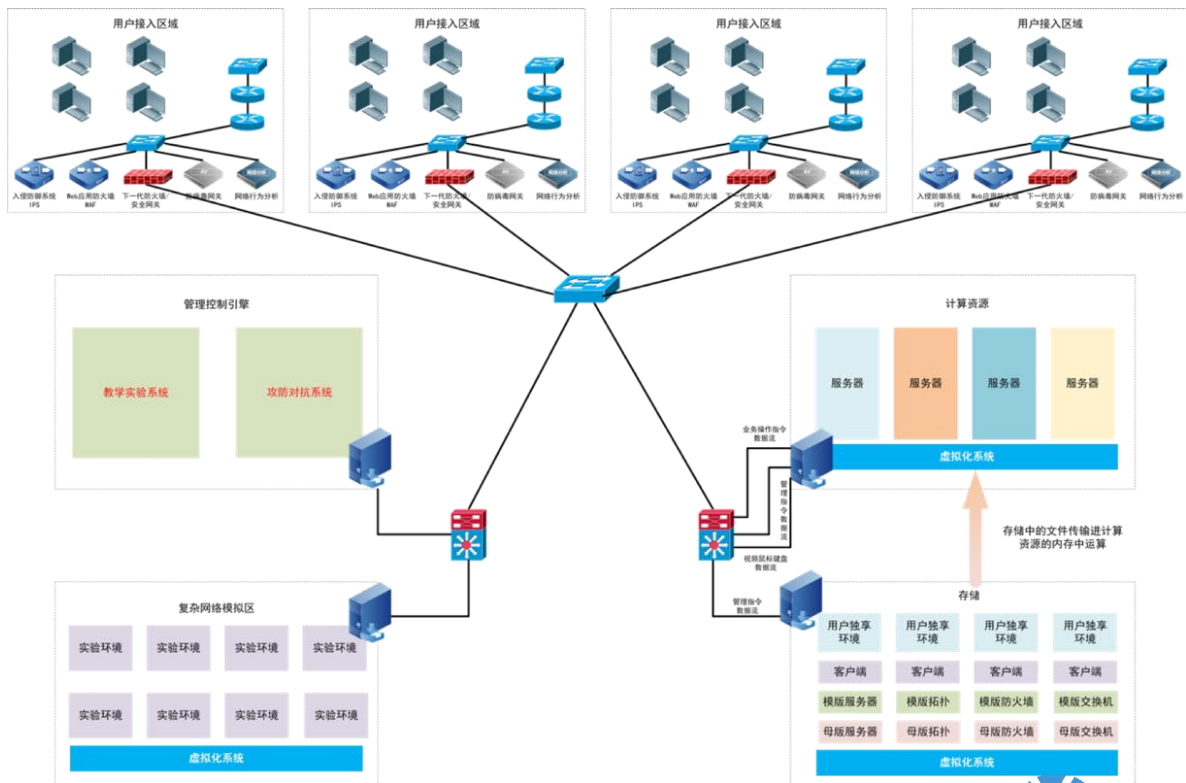 用户接入区域
入侵防御系统
IPS
Web应用防火墙
WAF
下一代防火墙/
安全网关
AV
防病毒网关
网络分析
网络行为分析
用户接入区域
入侵防御系统
IPS
Web应用防火墙
WAF
下一代防火墙/
安全网关
AV
防病毒网关
网络分析
网络行为分析
用户接入区域
入侵防御系统
IPS
Web应用防火墙
WAF
下一代防火墙/
安全网关
AV
防病毒网关
网络分析
网络行为分析
用户接入区域
入侵防御系统
IPS
Web应用防火墙
WAF
下一代防火墙/
安全网关
AV
防病毒网关
网络分析
网络行为分析
管理控制引擎
教学实验系统
攻防对抗系统
计算资源
服务器
服务器
服务器
服务器
虚拟化系统
业务操作指令
数据流
管理指令数据流
视频鼠标键盘
数据流
管理指令
数据流
存储中的文件传输进计算
资源的内存中运算
复杂网络模拟区
实验环境
实验环境
实验环境
实验环境
实验环境
实验环境
实验环境
实验环境
虚拟化系统
存储
用户独享
环境
用户独享
环境
用户独享
环境
用户独享
环境
客户端
客户端
客户端
客户端
模版服务器
模版拓扑
模版防火墙
模版交换机
母版服务器
母版拓扑
母版防火墙
母版交换机
虚拟化系统